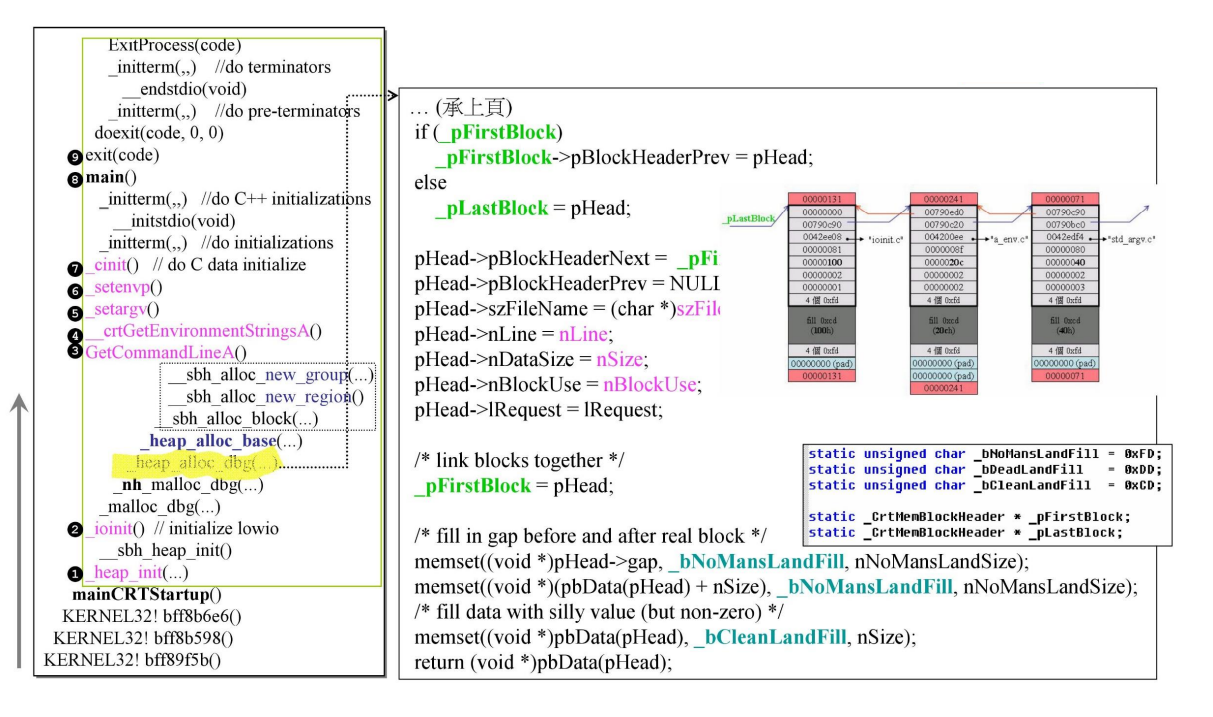 ExitProcess(code)
_initterm(,,) //do terminators
__endstdio(void)
_initterm(,,) //do pre-terminators
doexit(code, 0, 0)
❾ exit(code)
❽ main()
_initterm(,,) //do C++ initializations
__initstdio(void)
_initterm(,,) //do initializations
❼ _cinit() // do C data initialize
❻ _setenvp()
❺ _setargv()
❹ __crtGetEnvironmentStringsA()
❸ GetCommandLineA()
__sbh_alloc_new_group(...)
__sbh_alloc_new_region()
__sbh_alloc_block(...)
_heap_alloc_base(...)
_heap_alloc_dbg(...)
_nh_malloc_dbg(...)
_malloc_dbg(...)
❷ _ioinit() // initialize lowio
__sbh_heap_init()
❶ _heap_init(...)
mainCRTStartup()
KERNEL32! bff8b6e6()
KERNEL32! bff8b598()
KERNEL32! bff89f5b()
… (承上頁)
if (_pFirstBlock)
_pFirstBlock->pBlockHeaderPrev = pHead;
else
_pLastBlock = pHead;
pHead->pBlockHeaderNext = _pFi
pHead->pBlockHeaderPrev = NULL
pHead->szFileName = (char *)szFile
pHead->nLine = nLine;
pHead->nDataSize = nSize;
pHead->nBlockUse = nBlockUse;
pHead->lRequest = lRequest;
/* link blocks together */
_pFirstBlock = pHead;
/* fill in gap before and after real block */
memset((void *)pHead->gap, _bNoMansLandFill, nNoMansLandSize);
memset((void *)(pbData(pHead) + nSize), _bNoMansLandFill, nNoMansLandSize);
/* fill data with silly value (but non-zero) */
memset((void *)pbData(pHead), _bCleanLandFill, nSize);
return (void *)pbData(pHead);
_pLastBlock
00000131
00000000
00790c90
0042ee08
"ioinit.c"
00000081
00000100
00000002
00000001
4 個 0xfd
fill 0xcd
(100h)
4 個 0xfd
00000000 (pad)
00000131
00000241
00790ed0
00790c20
004200ee
"a_env.c"
0000008f
0000020c
00000002
00000002
4 個 0xfd
fill 0xcd
(20ch)
4 個 0xfd
00000000 (pad)
00000000 (pad)
00000241
00000071
00790c90
00790bc0
0042edf4
"std_argv.c"
00000080
00000040
00000002
00000003
4 個 0xfd
fill 0xcd
(40h)
4 個 0xfd
00000000 (pad)
00000071
static unsigned char _bNoMansLandFill = 0xFD;
static unsigned char _bDeadLandFill = 0xDD;
static unsigned char _bCleanLandFill = 0xCD;
static _CrtMemBlockHeader * _pFirstBlock;
static _CrtMemBlockHeader * _pLastBlock;